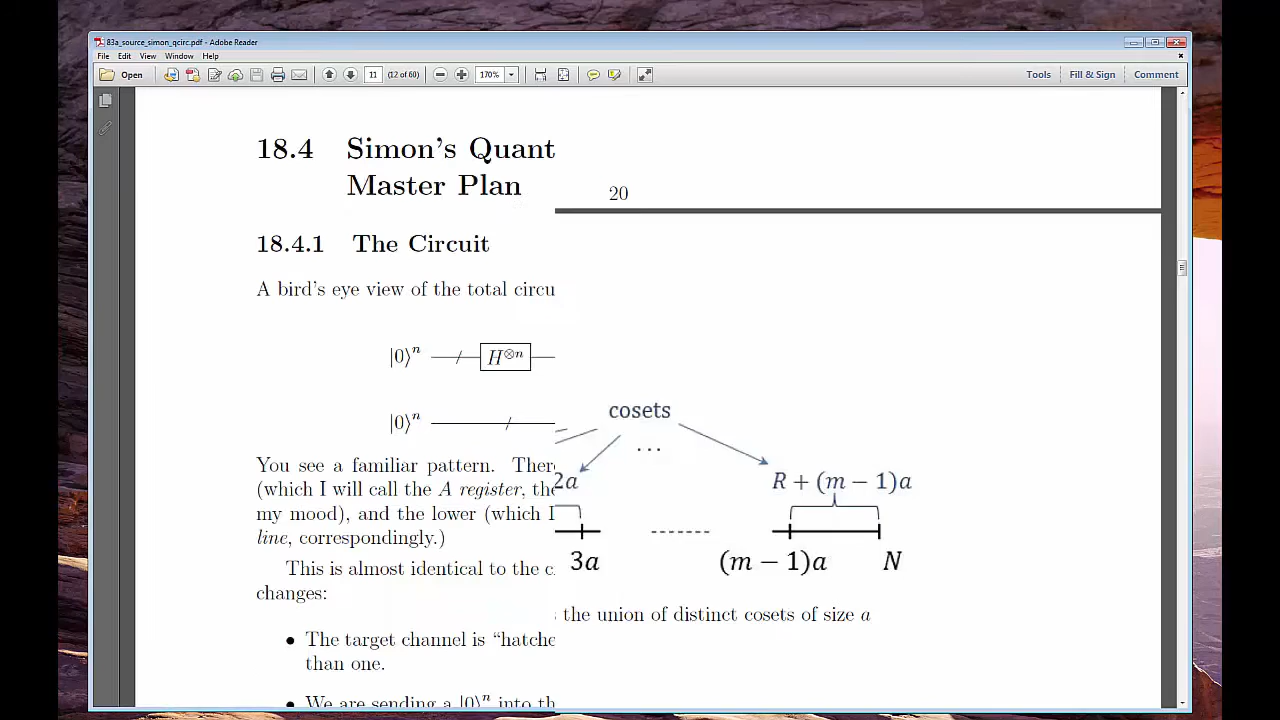 83a_source_simon_qcirc.pdf - Adobe Reader
File Edit View Window Help
Open 11 (12 of 60) 170% Tools Fill & Sign Comment
18.4 Simon's Quant
Master Plan
20
18.4.1 The Circuit
A bird's eye view of the total circu
|0⟩ⁿ H⊗ⁿ
cosets
|0⟩ⁿ
...
You see a familiar pattern. Ther
2a R + (m − 1)a
(which I will call the A register, the
my mood), and the lower (which I
line, correspondingly.)
3a (m − 1)a N
This is almost identical to the c
changes:
the union of distinct cosets of size a
• The target channel is "hatche
than one.
• We are sending a |0⟩ⁿ into th